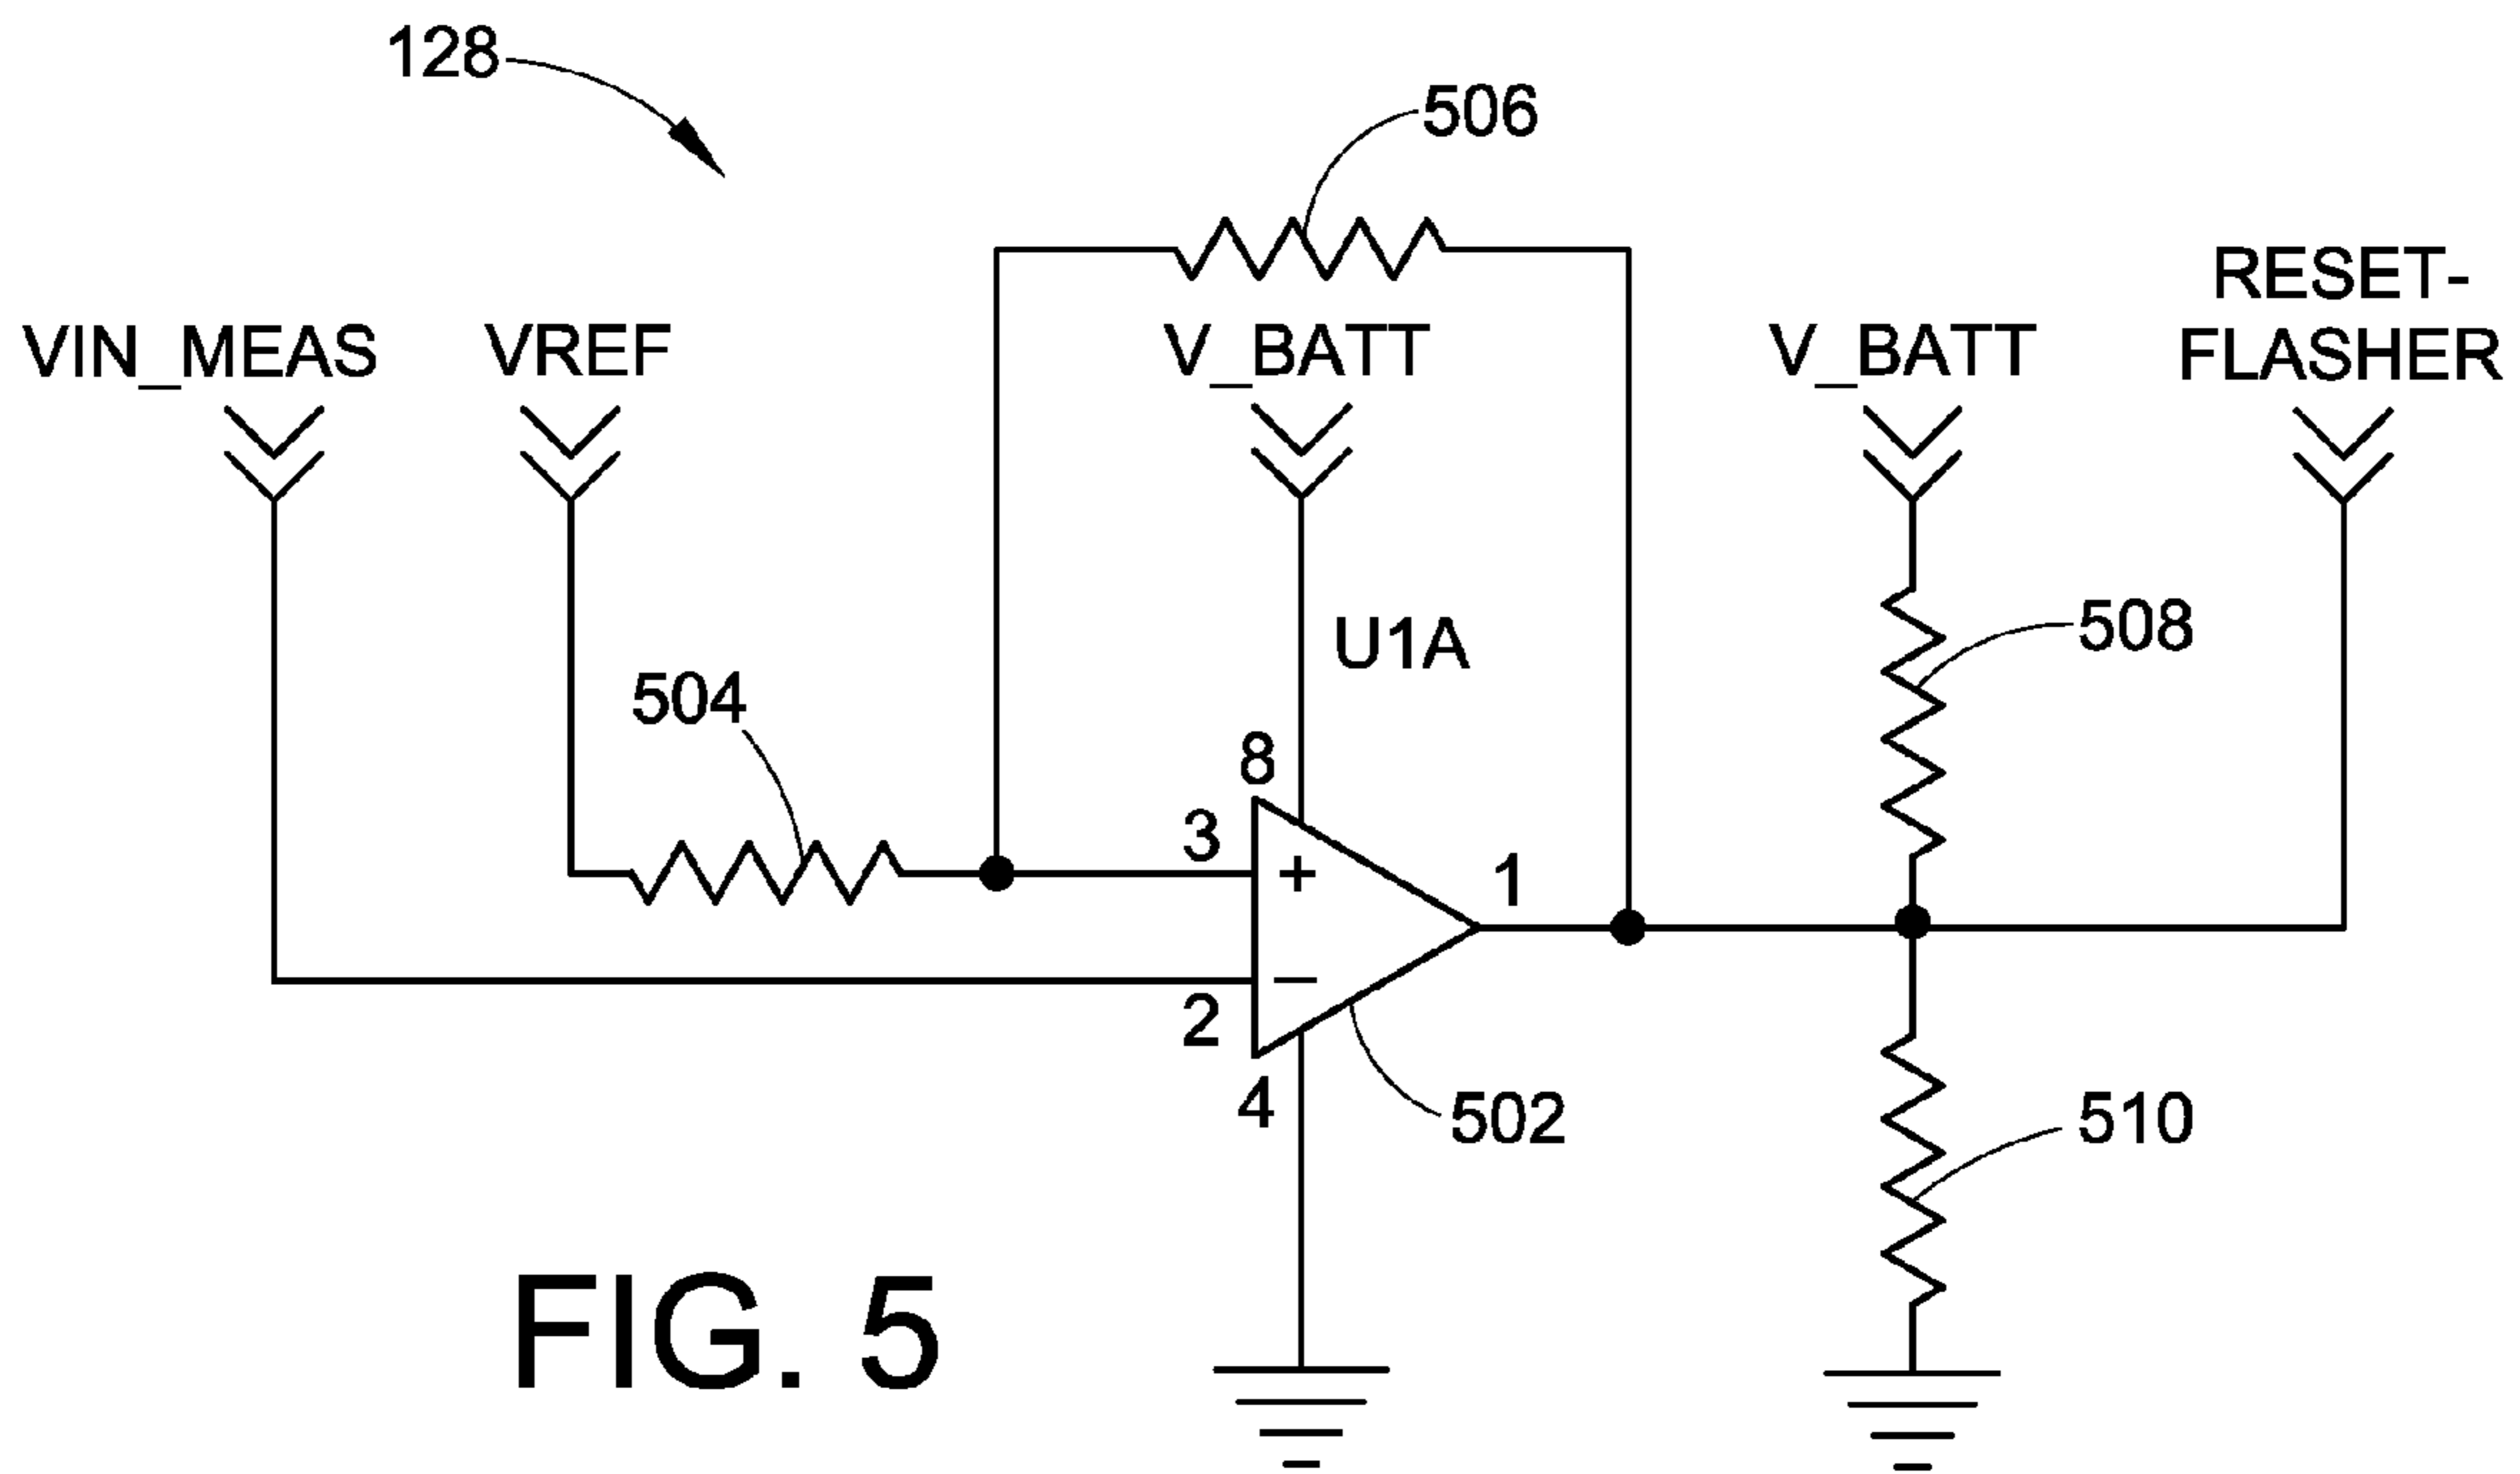 128
506
RESET-
FLASHER
VIN_MEAS
VREF
V_BATT
V_BATT
508
U1A
504
8
3
+
1
−
2
4
502
510
FIG. 5